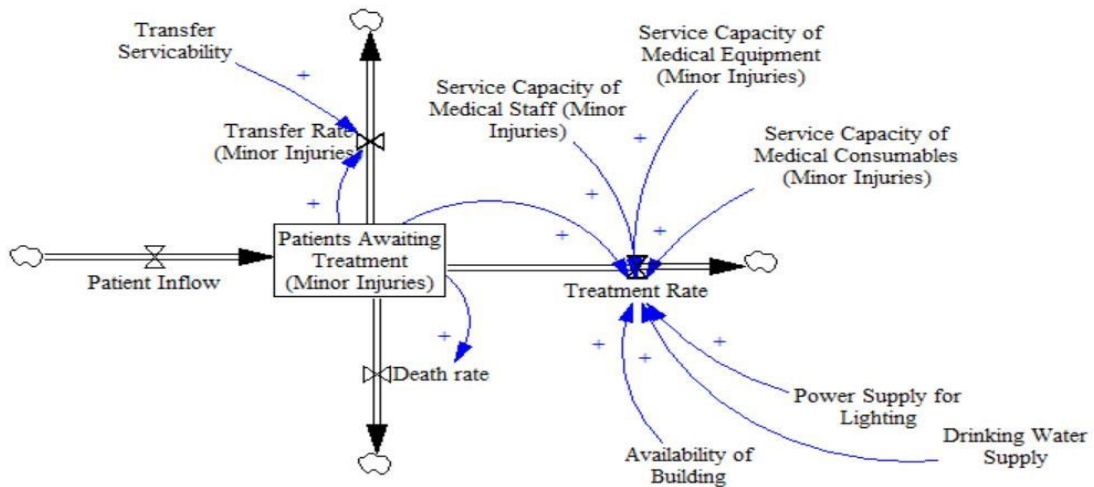 Transfer
Servicability
+
Service Capacity of
Medical Equipment
(Minor Injuries)
Service Capacity of
Medical Staff (Minor
Injuries)
+
Transfer Rate
(Minor Injuries)
Service Capacity of
Medical Consumables
(Minor Injuries)
+
+
+
+
Patients Awaiting
Treatment
(Minor Injuries)
Patient Inflow
Treatment Rate
+
Death rate
+
+
+
Power Supply for
Lighting
Drinking Water
Supply
Availability of
Building